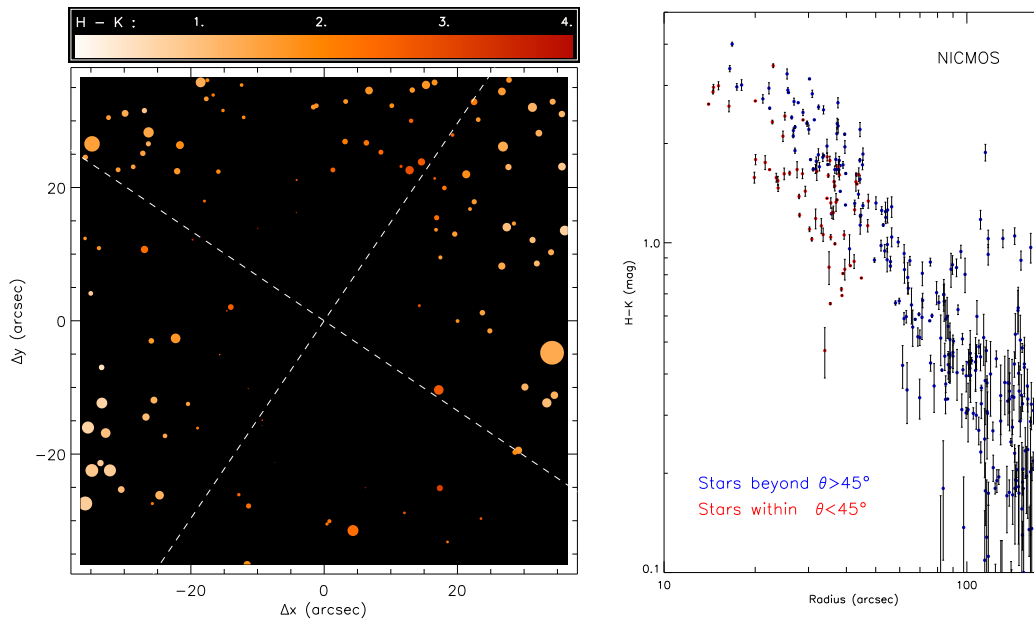 H – K : 1. 2. 3. 4.
20
0
−20
Δy (arcsec)
−20 0 20
Δx (arcsec)
NICMOS
1.0
0.1
H−K (mag)
Stars beyond θ>45°
Stars within θ<45°
10 100
Radius (arcsec)